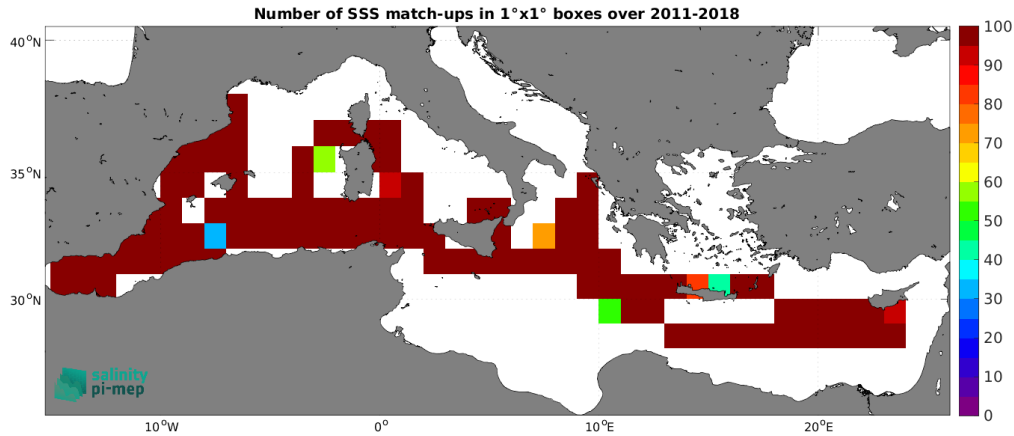 Number of SSS match-ups in 1°x1° boxes over 2011-2018
40°N
35°N
30°N
10°W
0°
10°E
20°E
100
90
80
70
60
50
40
30
20
10
0
salinity
pi-mep